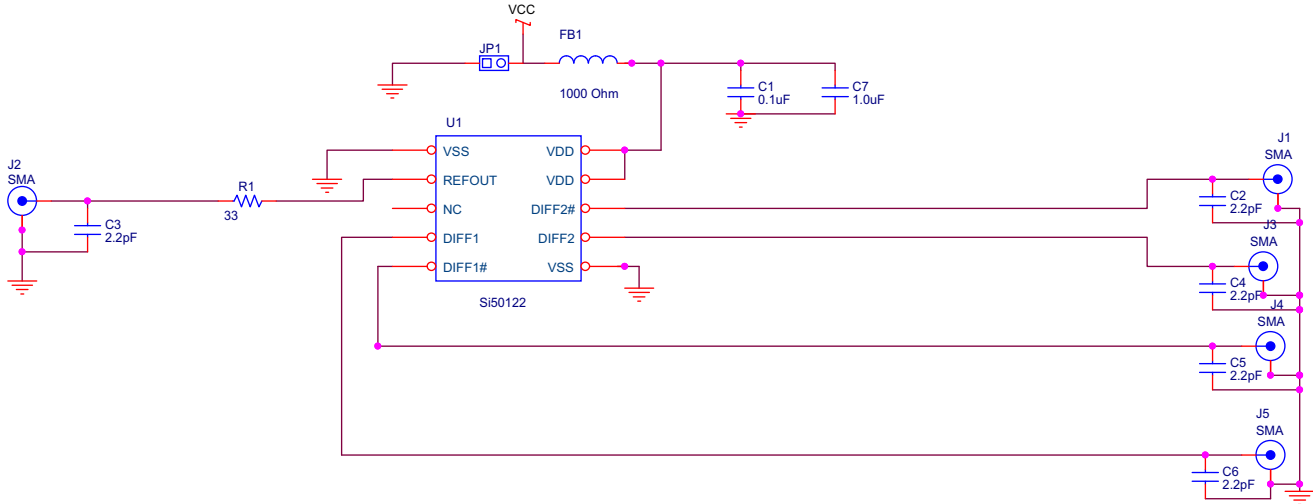 VCC
JP1
FB1
1000 Ohm
C1
0.1uF
C7
1.0uF
U1
VSS
REFOUT
NC
DIFF1
DIFF1#
VDD
VDD
DIFF2#
DIFF2
VSS
Si50122
J2
SMA
C3
2.2pF
R1
33
J1
SMA
C2
2.2pF
J3
SMA
C4
2.2pF
J4
SMA
C5
2.2pF
J5
SMA
C6
2.2pF